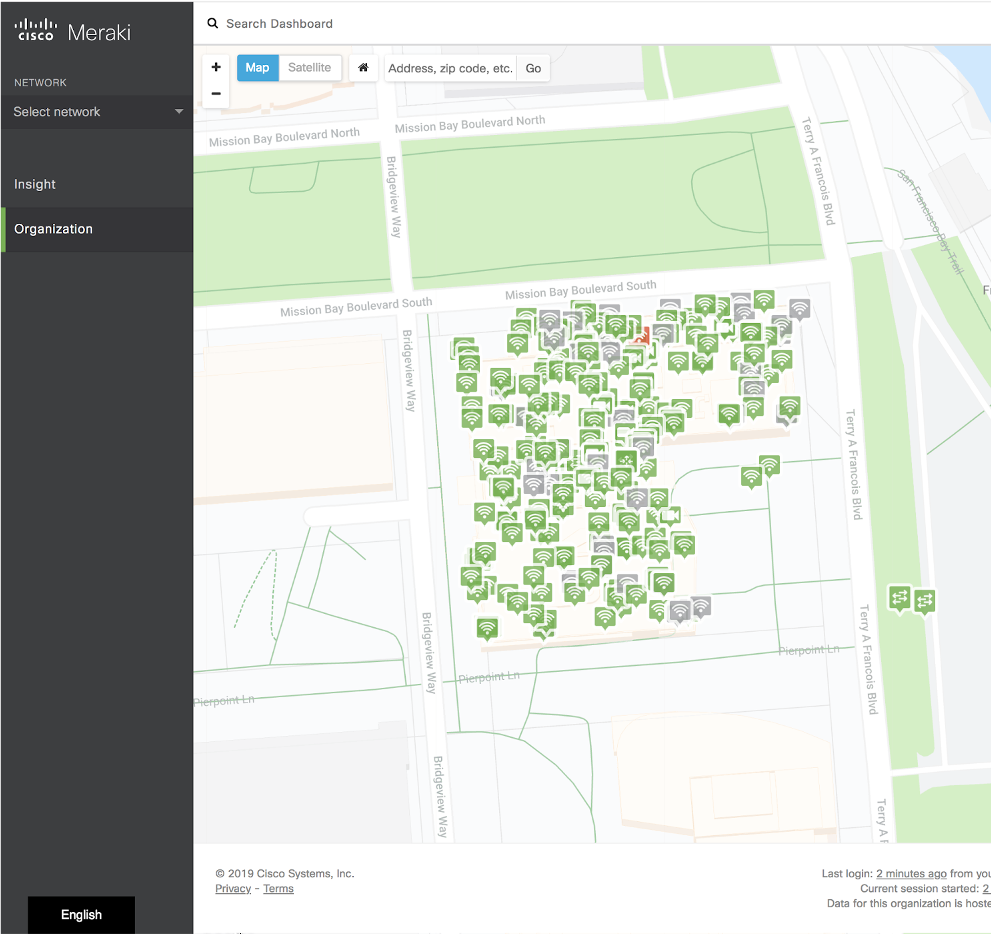 cisco Meraki
Search Dashboard
NETWORK
Select network
Insight
Organization
English
+
−
Map
Satellite
Address, zip code, etc.
Go
Mission Bay Boulevard North
Mission Bay Boulevard North
Bridgeview Way
Terry A Francois Blvd
San Francisco Bay Trail
Mission Bay Boulevard South
Mission Bay Boulevard South
Bridgeview Way
Terry A Francois Blvd
Bridgeview Way
Terry A Francois Blvd
Pierpoint Ln
Pierpoint Ln
Pierpoint Ln
Bridgeview Way
Terry A F
© 2019 Cisco Systems, Inc.
Privacy - Terms
Last login: 2 minutes ago from you
Current session started: 2
Data for this organization is hoste